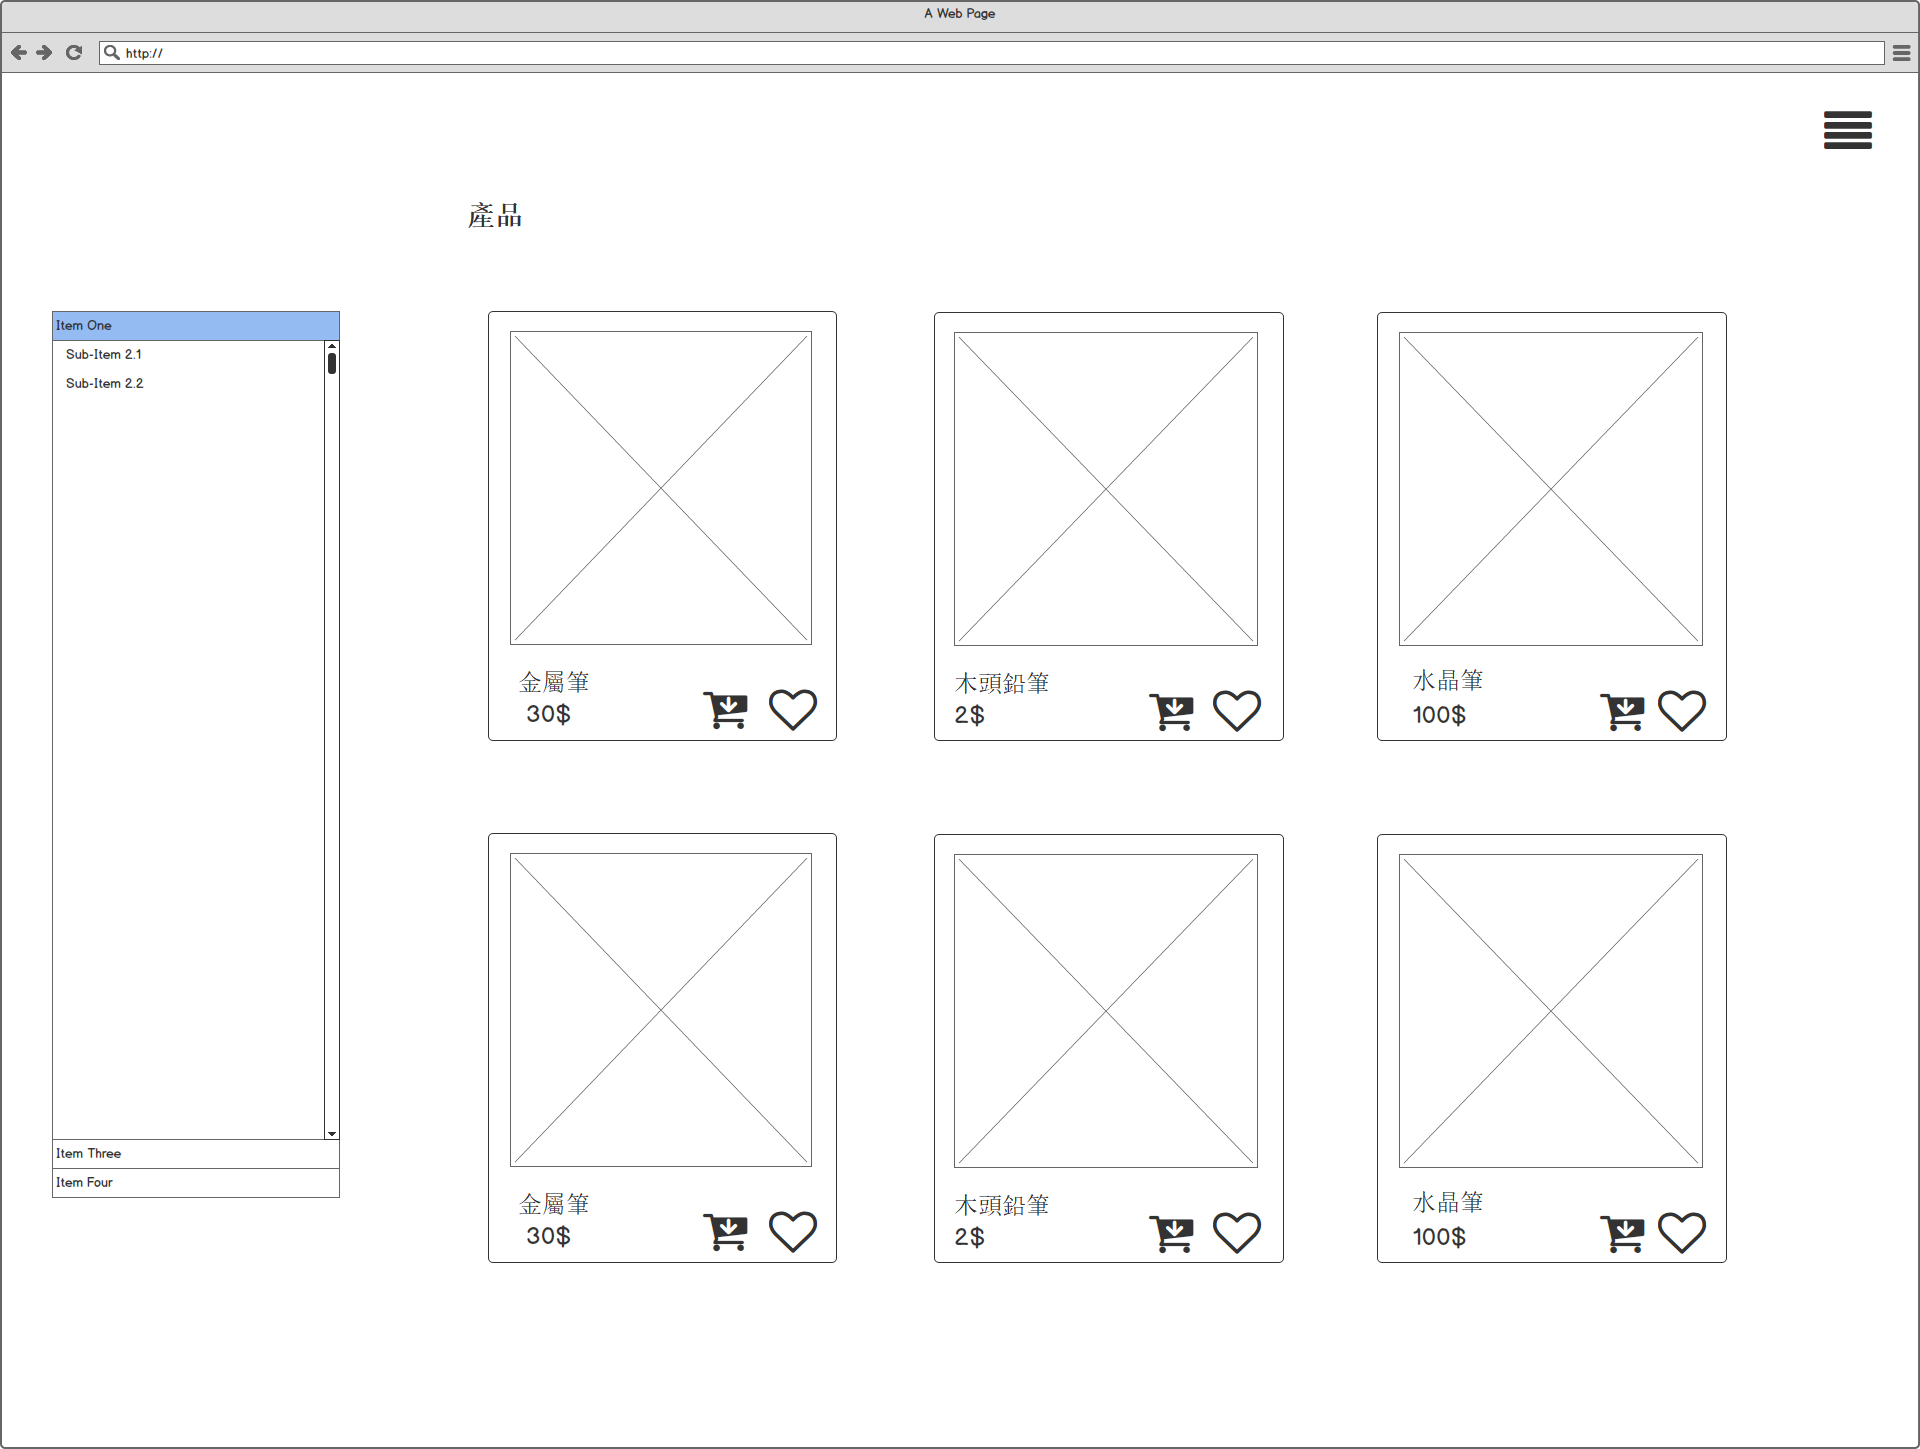 A Web Page
http://
產品
Item One
Sub-Item 2.1
Sub-Item 2.2
Item Three
Item Four
金屬筆
30$
木頭鉛筆
2$
水晶筆
100$
金屬筆
30$
木頭鉛筆
2$
水晶筆
100$